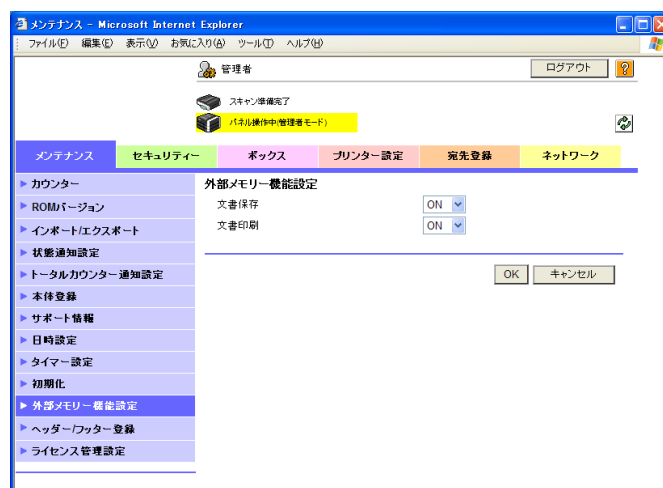 メンテナンス - Microsoft Internet Explorer
ファイル(F) 編集(E) 表示(V) お気に入り(A) ツール(T) ヘルプ(H)
管理者
ログアウト
?
スキャン準備完了
パネル操作中(管理者モード)
メンテナンス セキュリティー ボックス プリンター設定 宛先登録 ネットワーク
カウンター
ROMバージョン
インポート/エクスポート
状態通知設定
トータルカウンター通知設定
本体登録
サポート情報
日時設定
タイマー設定
初期化
外部メモリー機能設定
ヘッダー/フッター登録
ライセンス管理設定
外部メモリー機能設定
文書保存 ON
文書印刷 ON
OK キャンセル